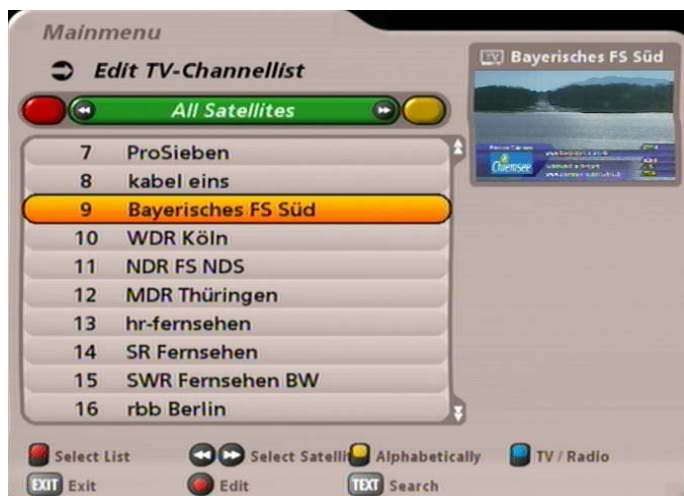 Mainmenu
Edit TV-Channellist
TV Bayerisches FS Süd
All Satellites
Chiemsee
7 ProSieben
8 kabel eins
9 Bayerisches FS Süd
10 WDR Köln
11 NDR FS NDS
12 MDR Thüringen
13 hr-fernsehen
14 SR Fernsehen
15 SWR Fernsehen BW
16 rbb Berlin
Select List Select Satelli Alphabetically TV / Radio
EXIT Exit Edit TEXT Search